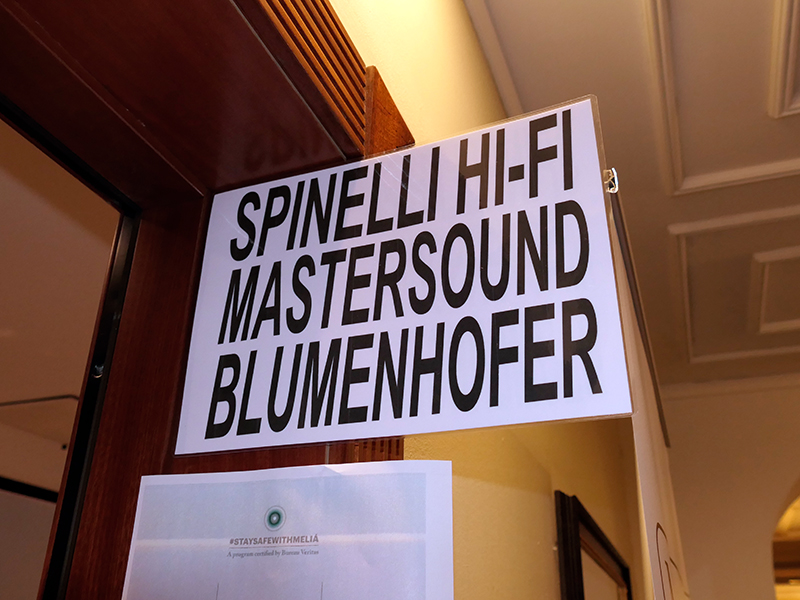 SPINELLI HI-FI
MASTERSOUND
BLUMENHOFER
#STAYSAFEWITHMELIÁ
A program certified by Bureau Veritas